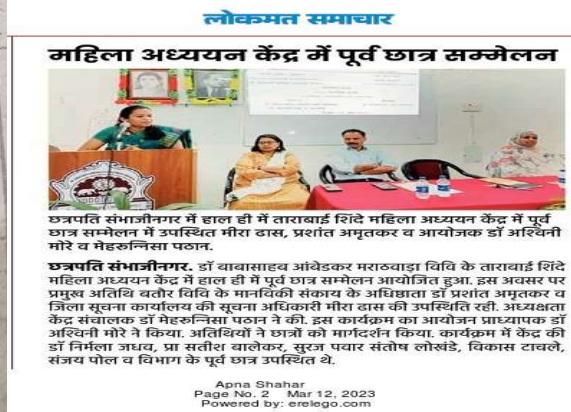 लोकमत समाचार
महिला अध्ययन केंद्र में पूर्व छात्र सम्मेलन
छत्रपति संभाजीनगर में हाल ही में ताराबाई शिंदे महिला अध्ययन केंद्र में पूर्व
छात्र सम्मेलन में उपस्थित मीरा ढास, प्रशांत अमृतकर व आयोजक डॉ अश्विनी
मोरे व मेहरुन्निसा पठान.
छत्रपति संभाजीनगर. डॉ बाबासाहब आंबेडकर मराठवाड़ा विवि के ताराबाई शिंदे
महिला अध्ययन केंद्र में हाल ही में पूर्व छात्र सम्मेलन आयोजित हुआ. इस अवसर पर
प्रमुख अतिथि बतौर विवि के मानविकी संकाय के अधिष्ठाता डॉ प्रशांत अमृतकर व
जिला सूचना कार्यालय की सूचना अधिकारी मीरा ढास की उपस्थिति रही. अध्यक्षता
केंद्र संचालक डॉ मेहरुन्निसा पठान ने की. इस कार्यक्रम का आयोजन प्राध्यापक डॉ
अश्विनी मोरे ने किया. अतिथियों ने छात्रों को मार्गदर्शन किया. कार्यक्रम में केंद्र की
डॉ निर्मला जधव, प्रा सतीश बालेकर, सुरज पवार संतोष लोखंडे, विकास टाचले,
संजय पोल व विभाग के पूर्व छात्र उपस्थित थे.
Apna Shahar
Page No. 2 Mar 12, 2023
Powered by: erelego.com